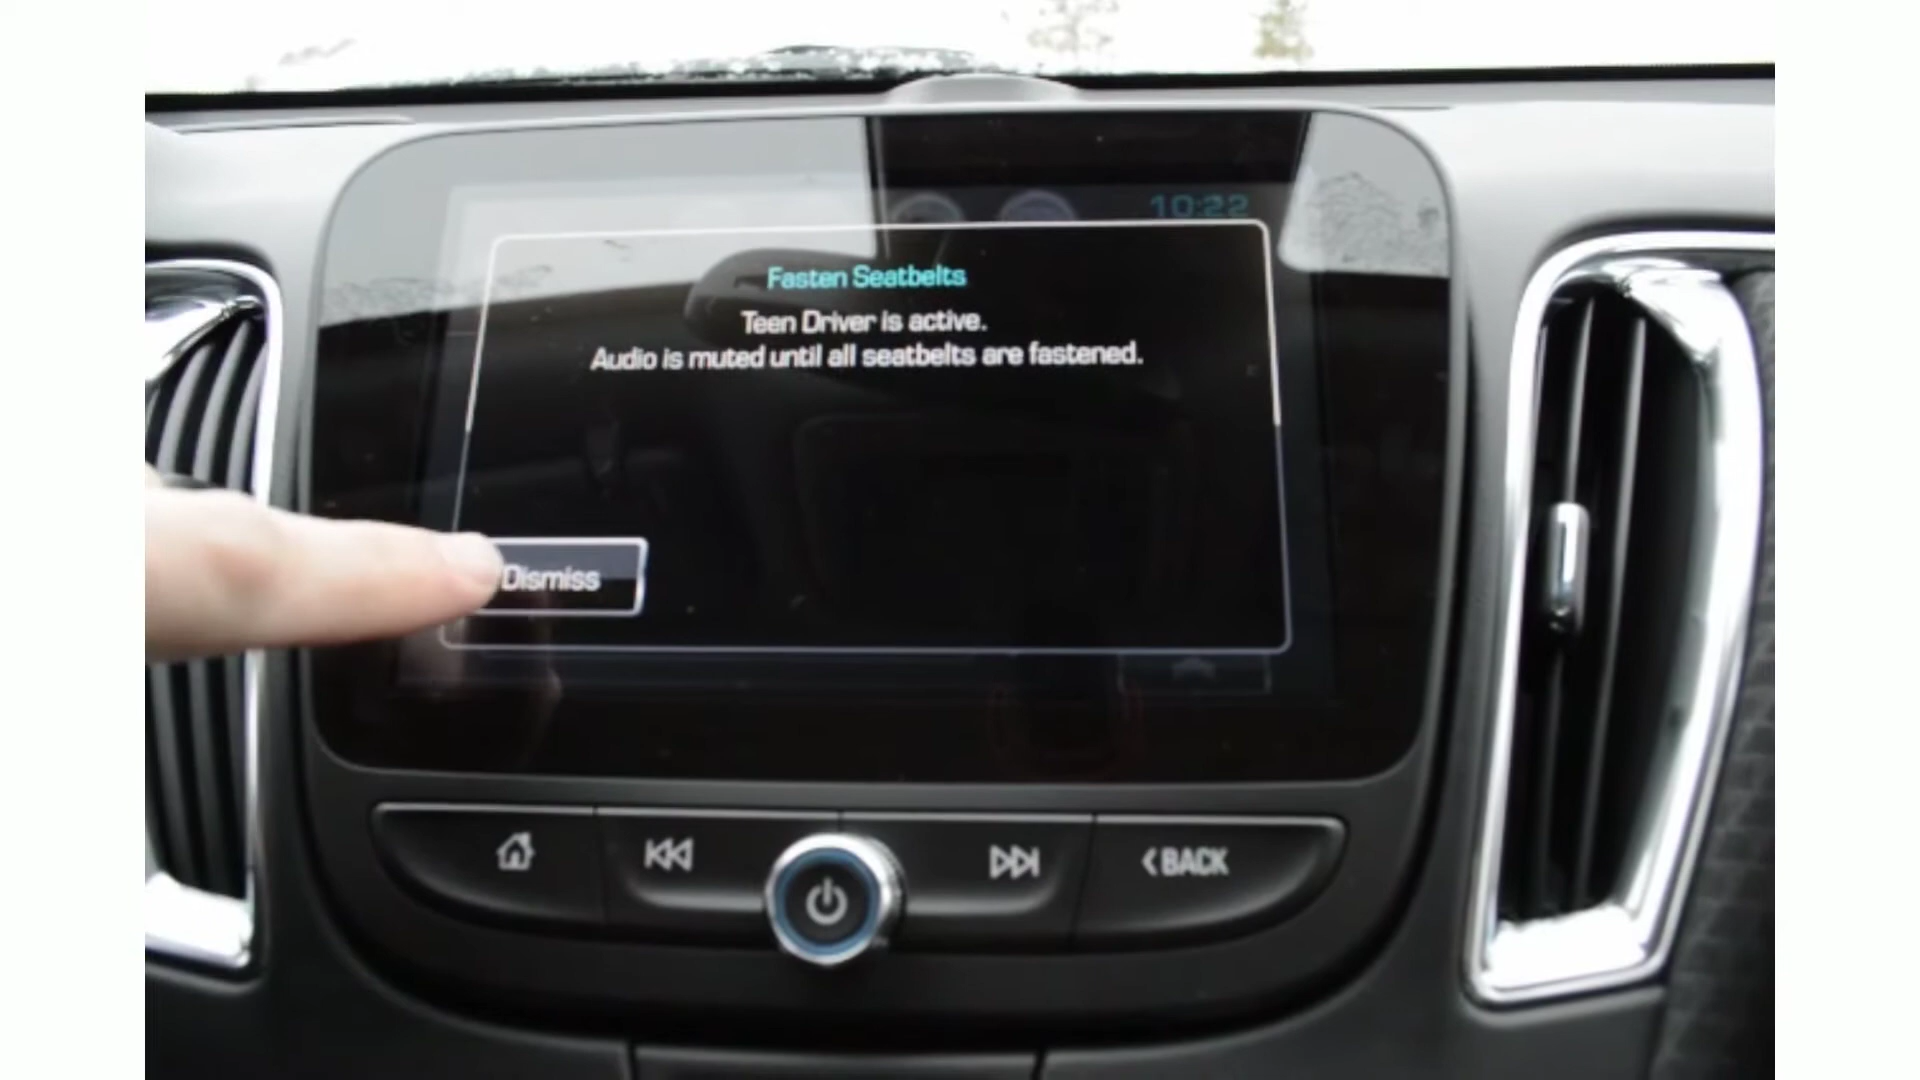 10:22
Fasten Seatbelts
Teen Driver is active.
Audio is muted until all seatbelts are fastened.
Dismiss
BACK